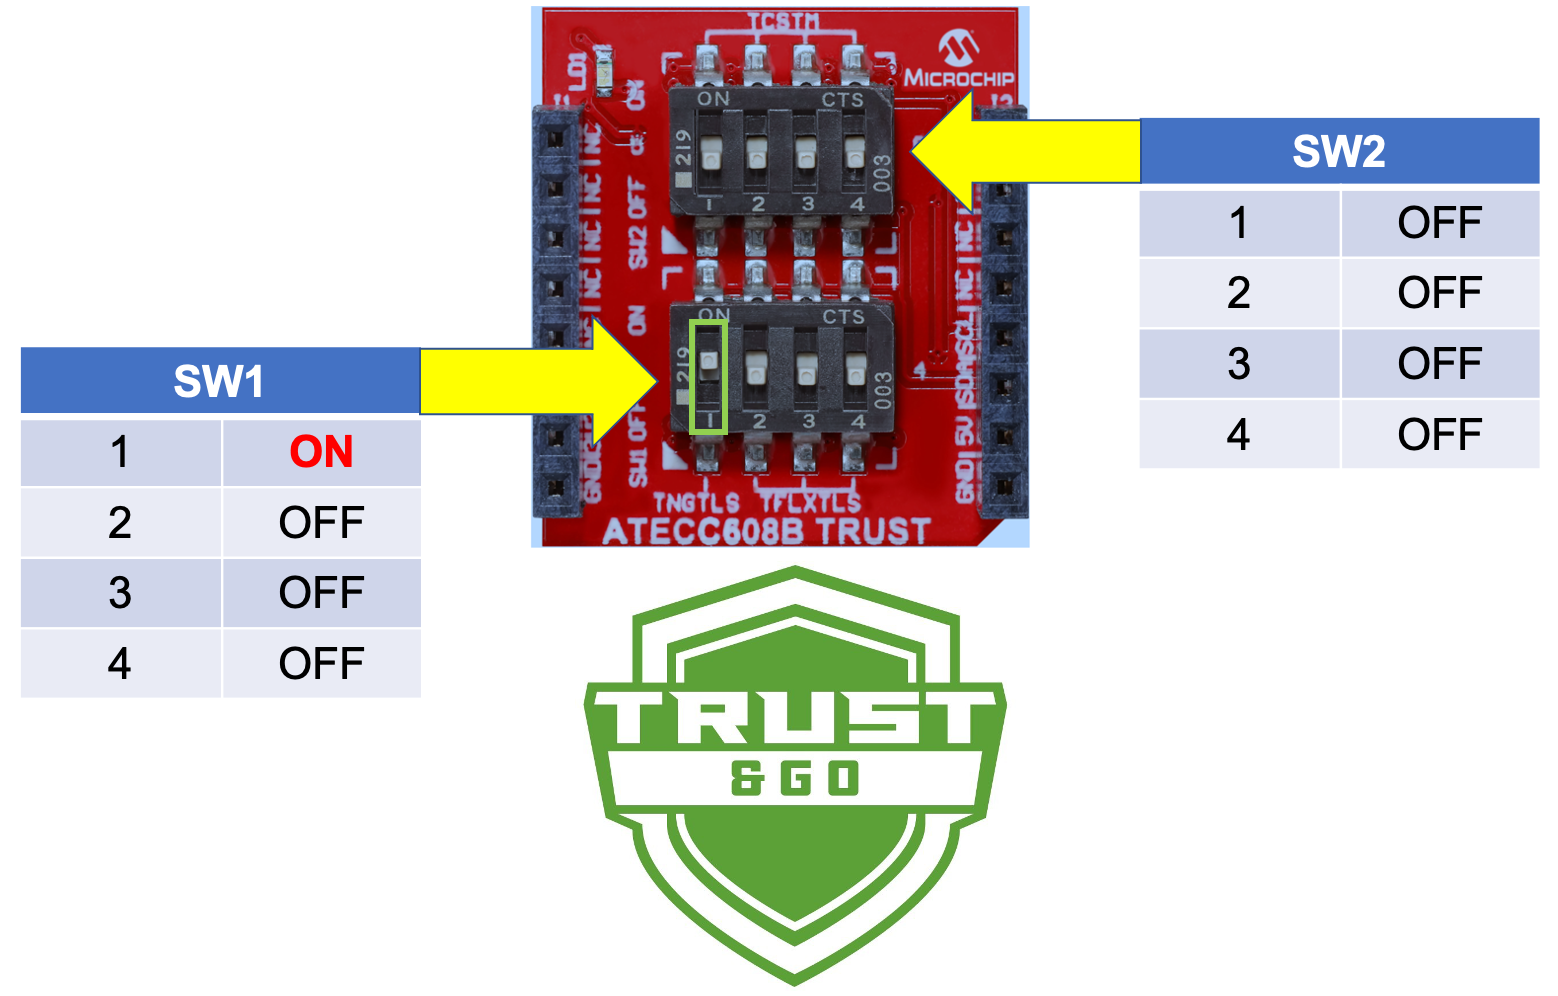 TCSTM
MICROCHIP
LD1
ON
ON
CTS
219
003
1 2 3 4
SW2 OFF
NC
NC
NC
NC
NC
NC
SW2
1 OFF
2 OFF
3 OFF
4 OFF
ON
ON
CTS
219
003
1 2 3 4
SW1 OFF
4
SCL
SDA
5V
GND
GND
SW1
1 ON
2 OFF
3 OFF
4 OFF
TNGTLS TFLXTLS
ATECC608B TRUST
TRUST
&GO